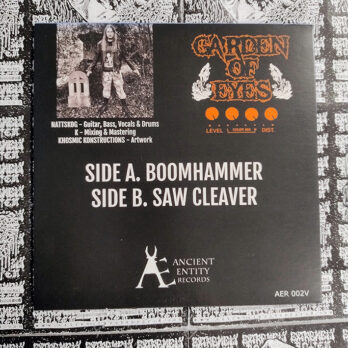 GARDEN
OF
EYES
LEVEL
DIST.
NATTSKOG – Guitar, Bass, Vocals & Drums
K – Mixing & Mastering
KHOSMIC KONSTRUCTIONS – Artwork
SIDE A. BOOMHAMMER
SIDE B. SAW CLEAVER
ANCIENT
ENTITY
RECORDS
AER 002V